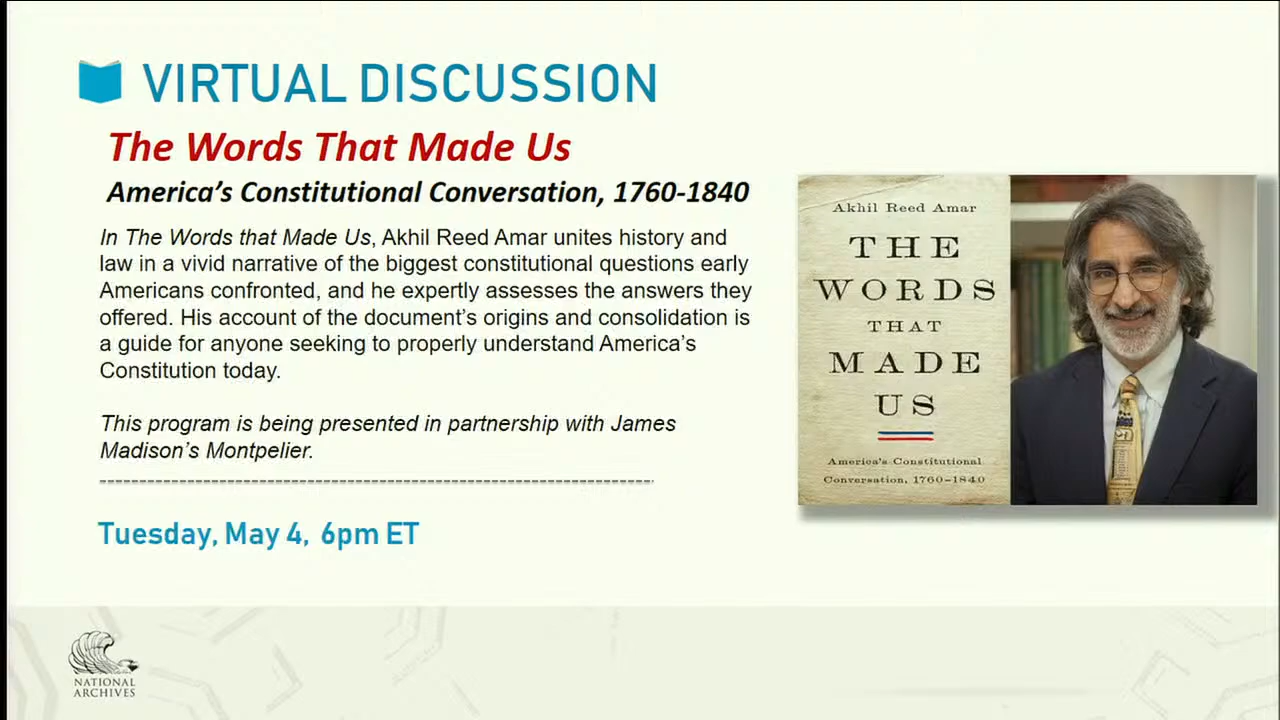 VIRTUAL DISCUSSION
The Words That Made Us
America's Constitutional Conversation, 1760-1840
In The Words that Made Us, Akhil Reed Amar unites history and
law in a vivid narrative of the biggest constitutional questions early
Americans confronted, and he expertly assesses the answers they
offered. His account of the document's origins and consolidation is
a guide for anyone seeking to properly understand America's
Constitution today.
This program is being presented in partnership with James
Madison's Montpelier.
Tuesday, May 4, 6pm ET
Akhil Reed Amar
THE
WORDS
THAT
MADE
US
America's Constitutional
Conversation, 1760-1840
NATIONAL
ARCHIVES